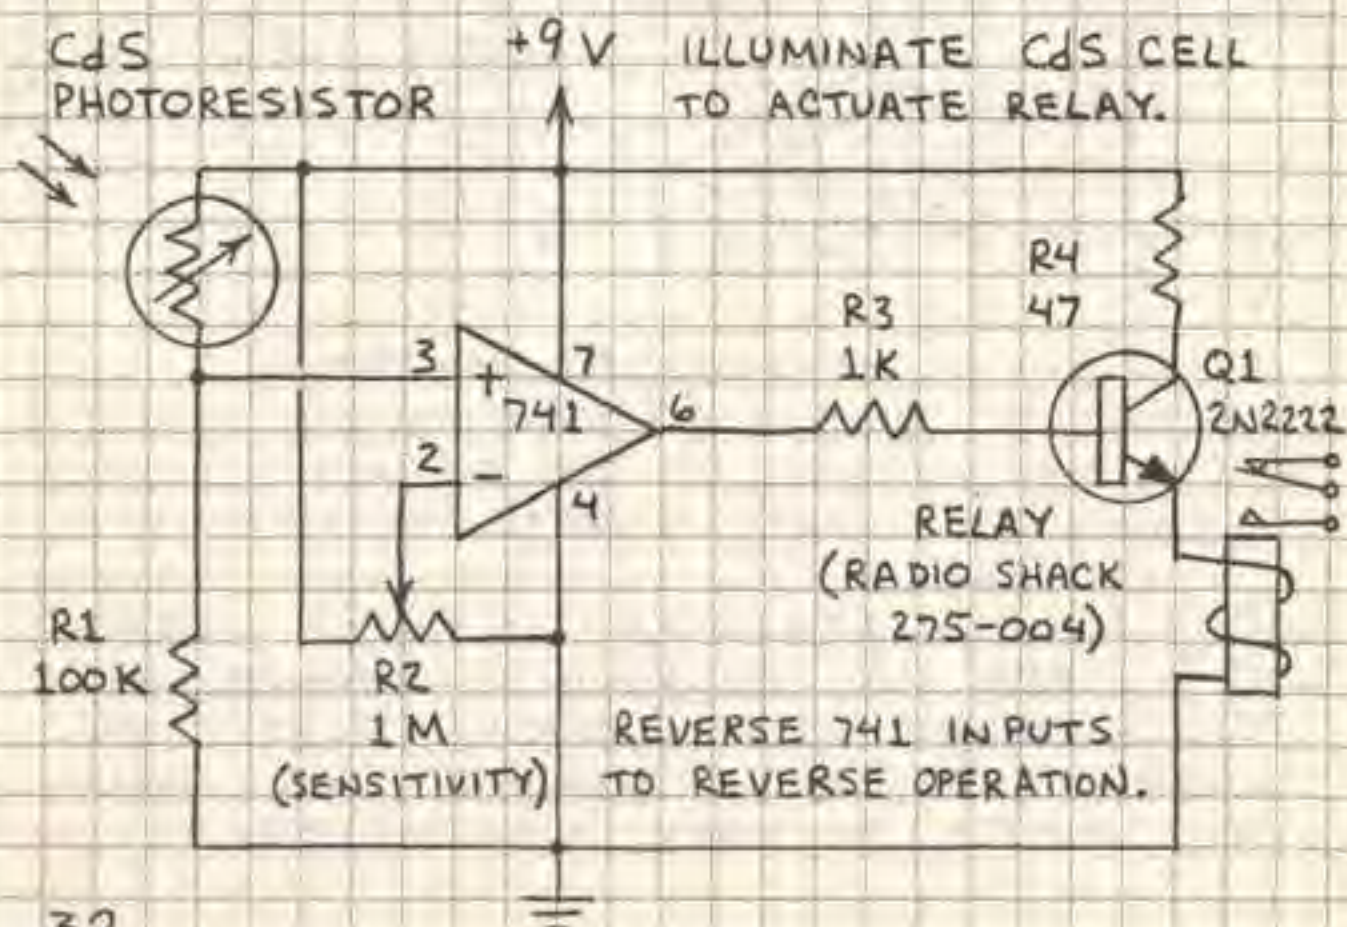 CdS
PHOTORESISTOR
+9V
ILLUMINATE CdS CELL
TO ACTUATE RELAY.
R4
47
R3
1K
Q1
2N2222
3
+
7
741
6
2
-
4
RELAY
(RADIO SHACK
275-004)
R1
100K
R2
1M
(SENSITIVITY)
REVERSE 741 INPUTS
TO REVERSE OPERATION.